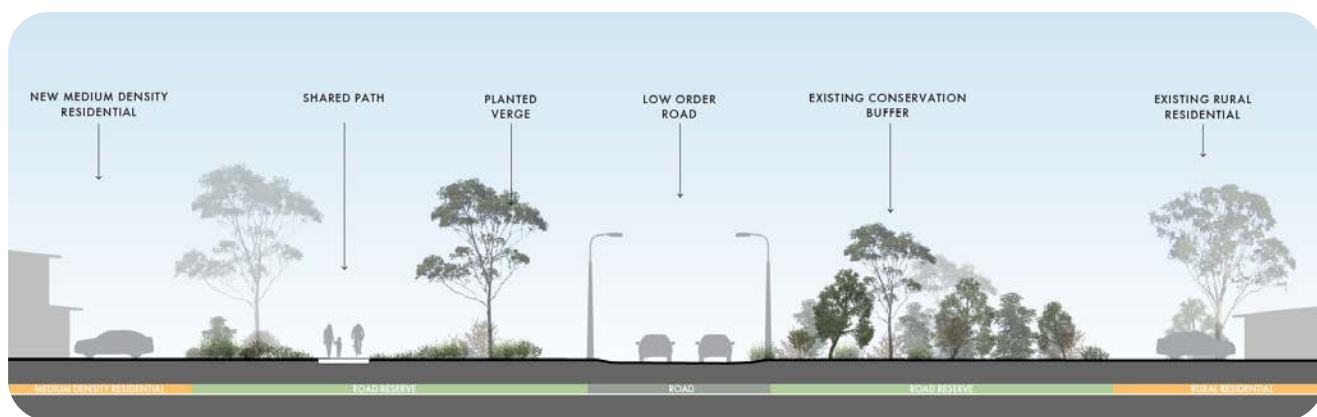 NEW MEDIUM DENSITY
RESIDENTIAL
SHARED PATH
PLANTED
VERGE
LOW ORDER
ROAD
EXISTING CONSERVATION
BUFFER
EXISTING RURAL
RESIDENTIAL
MEDIUM DENSITY RESIDENTIAL
ROAD RESERVE
ROAD
ROAD RESERVE
RURAL RESIDENTIAL